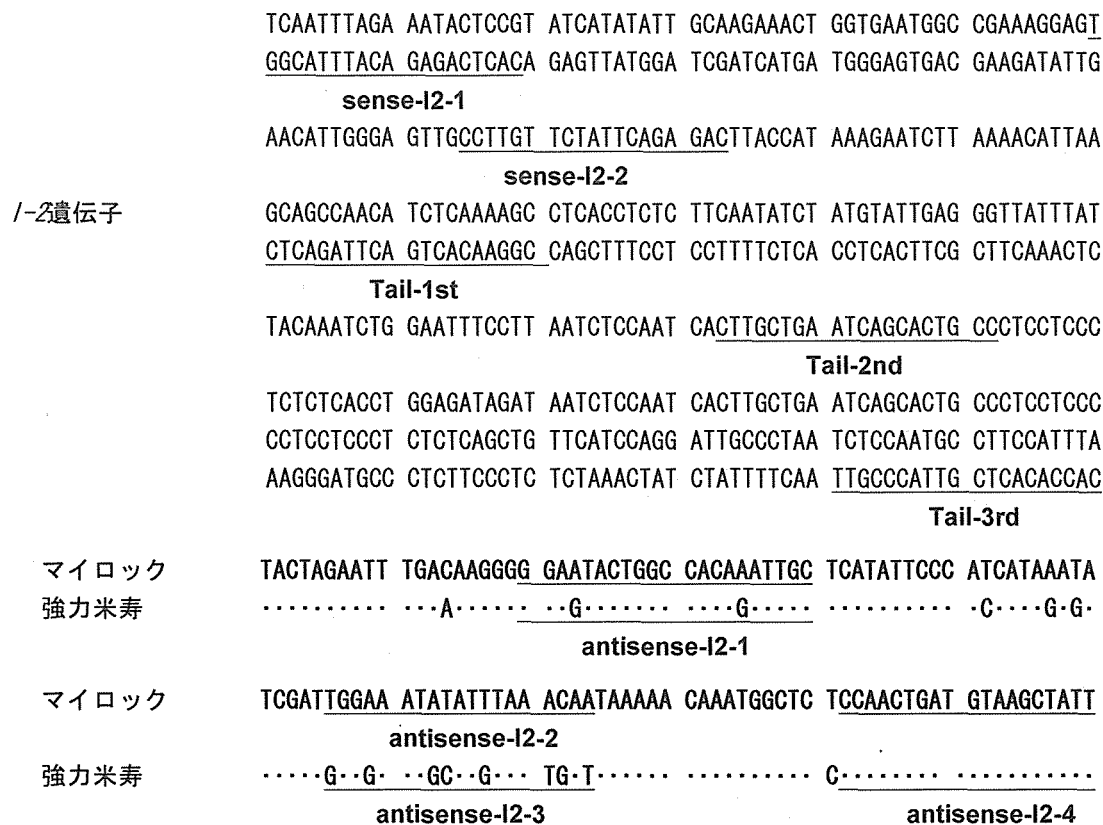 TCAATTTAGA AATACTCCGT ATCATATATT GCAAGAAACT GGTGAATGGC CGAAAGGAGT
GGCATTTACA GAGACTCACA GAGTTATGGA TCGATCATGA TGGGAGTGAC GAAGATATTG
sense-I2-1
AACATTGGGA GTTGCCTTGT TCTATTCAGA GACTTACCAT AAAGAATCTT AAAACATTAA
sense-I2-2
I-2遺伝子 GCAGCCAACA TCTCAAAAGC CTCACCTCTC TTCAATATCT ATGTATTGAG GGTTATTTAT
CTCAGATTCA GTCACAAGGC CAGCTTTCCT CCTTTTCTCA CCTCACTTCG CTTCAAACTC
Tail-1st
TACAAATCTG GAATTTCCTT AATCTCCAAT CACTTGCTGA ATCAGCACTG CCCTCCTCCC
Tail-2nd
TCTCTCACCT GGAGATAGAT AATCTCCAAT CACTTGCTGA ATCAGCACTG CCCTCCTCCC
CCTCCTCCCT CTCTCAGCTG TTCATCCAGG ATTGCCCTAA TCTCCAATGC CTTCCATTTA
AAGGGATGCC CTCTTCCCTC TCTAAACTAT CTATTTTCAA TTGCCCATTG CTCACACCAC
Tail-3rd
マイロック TACTAGAATT TGACAAGGGG GAATACTGGC CACAAATTGC TCATATTCCC ATCATAAATA
強力米寿 ·········· ···A······ ··G······· ···G······ ·········· ·C····G·G·
antisense-I2-1
マイロック TCGATTGGAA ATATATTTAA ACAATAAAAA CAAATGGCTC TCCAACTGAT GTAAGCTATT
antisense-I2-2
強力米寿 ·····G··G· ··GC··G··· TG·T······ ·········· C········· ··········
antisense-I2-3 antisense-I2-4